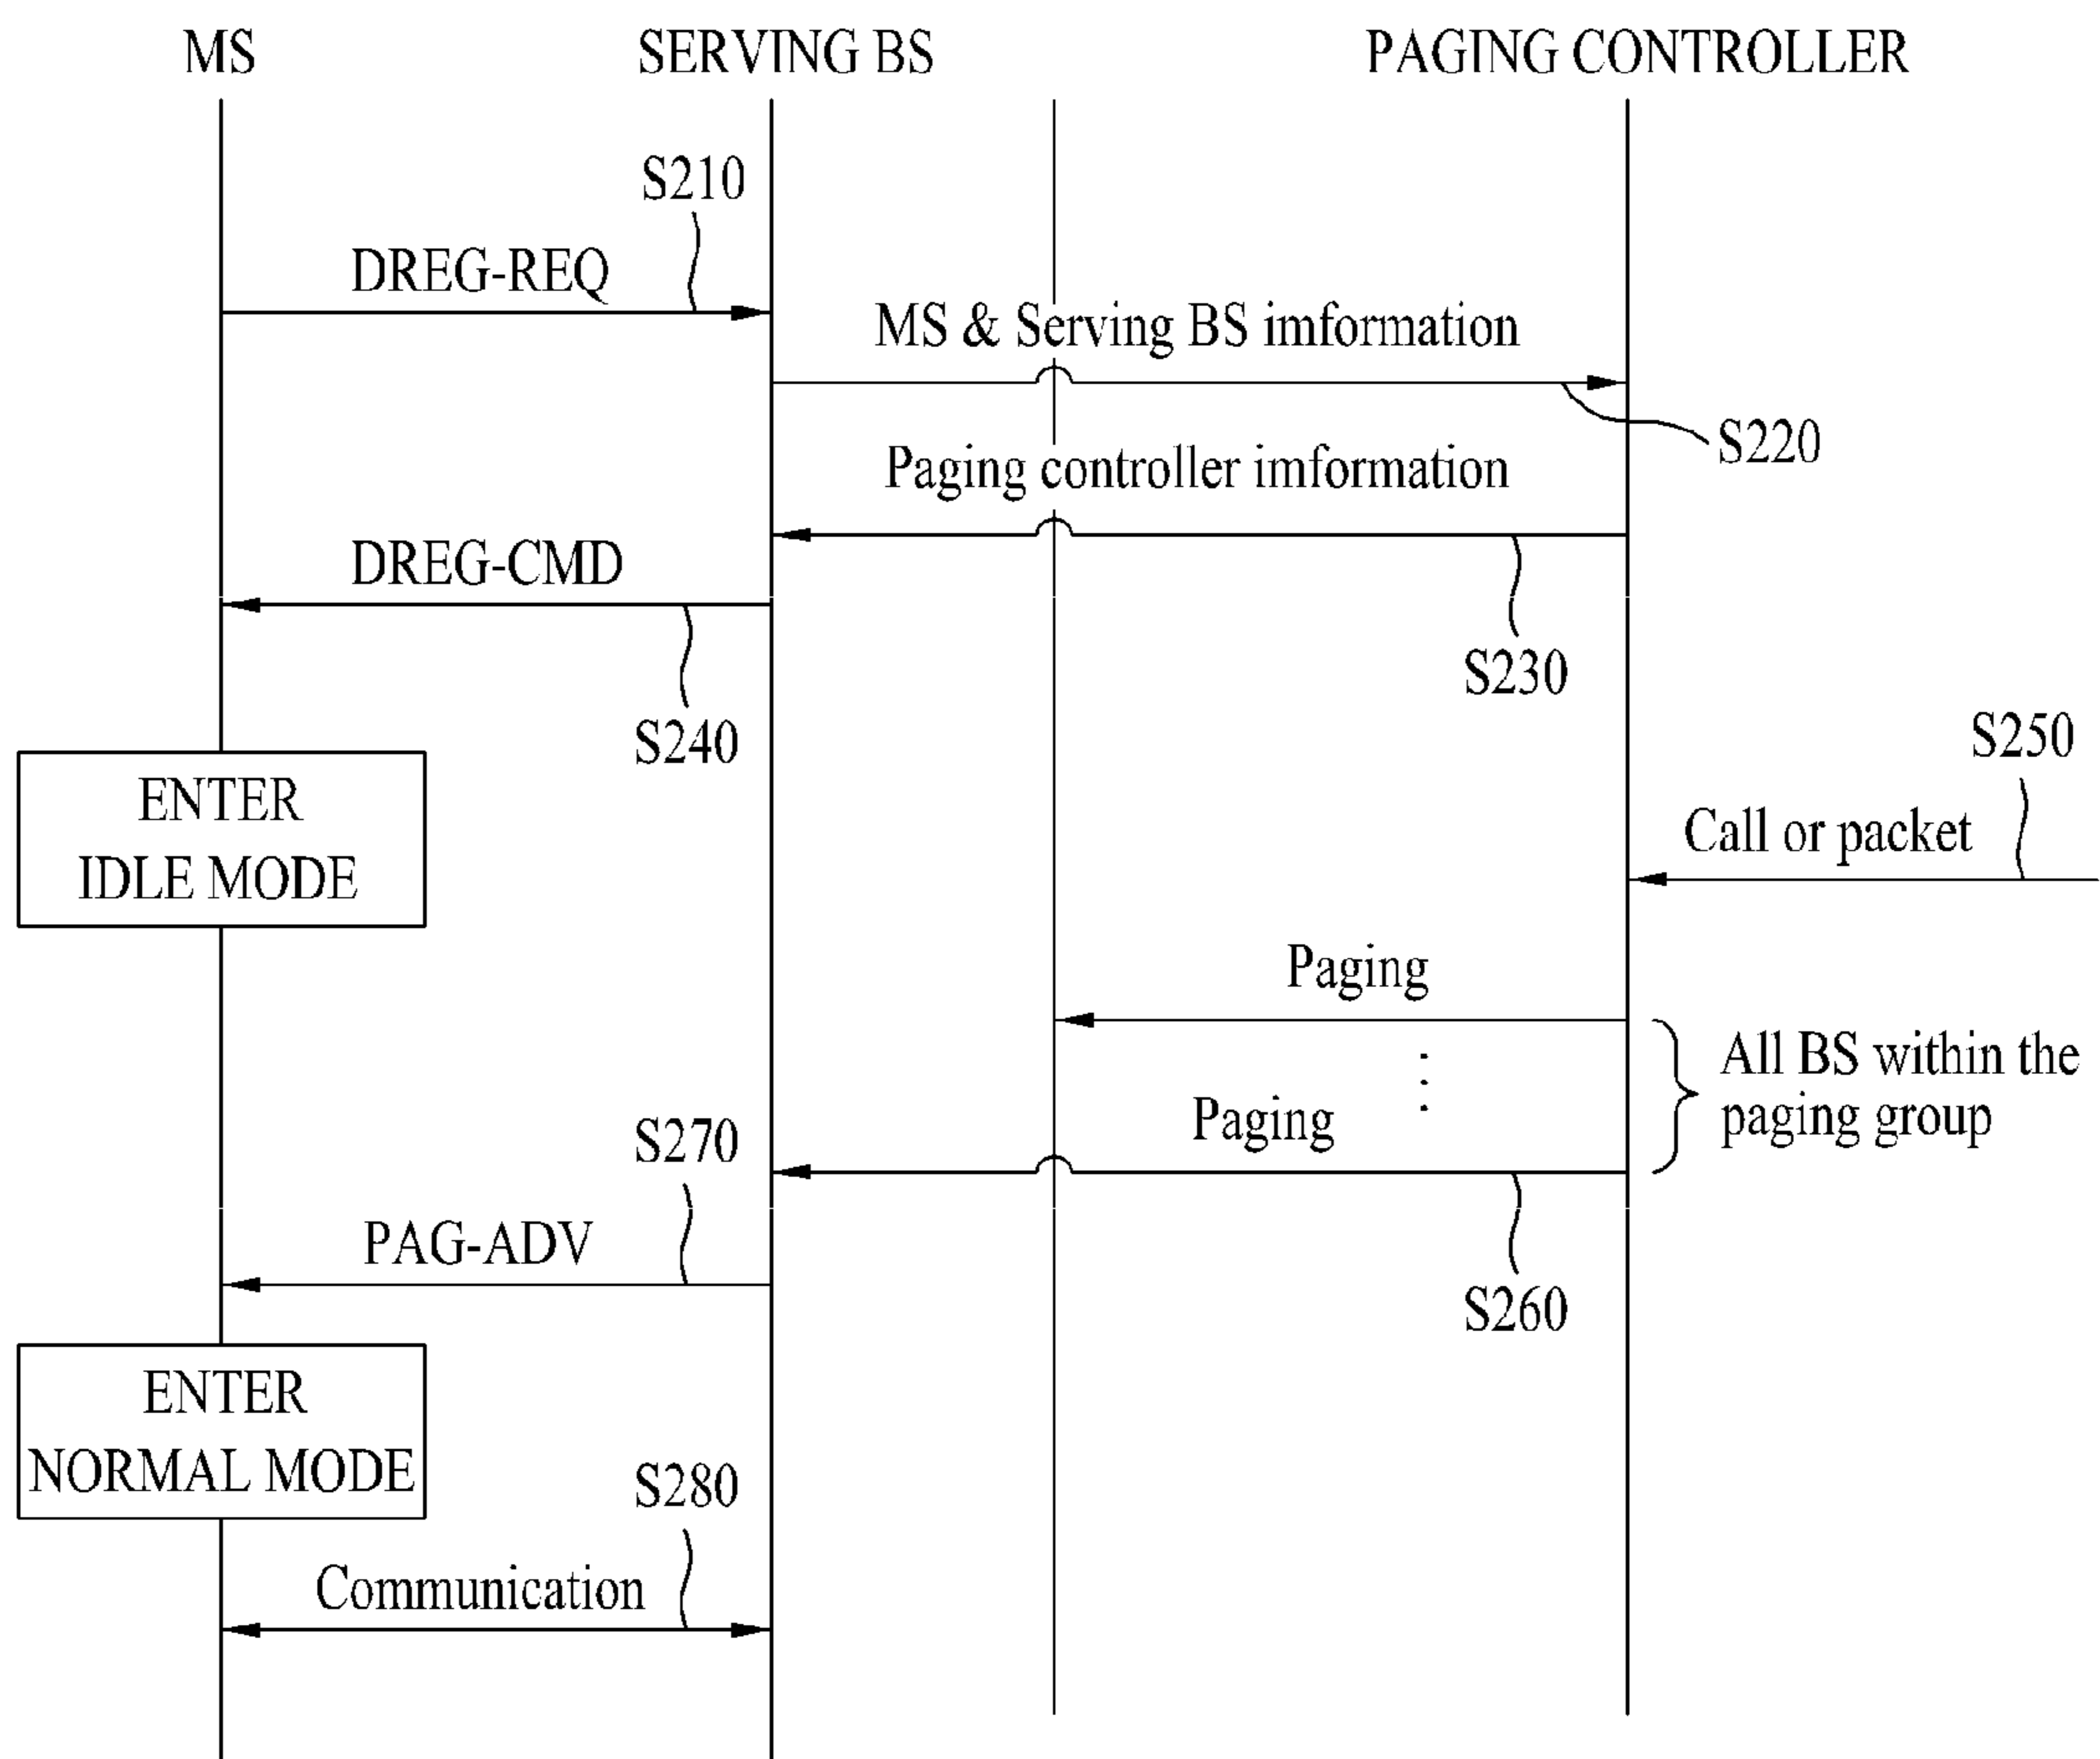 MS
SERVING BS
PAGING CONTROLLER
S210
DREG-REQ
MS & Serving BS imformation
S220
Paging controller imformation
DREG-CMD
S230
S240
S250
ENTER
IDLE MODE
Call or packet
Paging
All BS within the
paging group
Paging
S270
PAG-ADV
S260
ENTER
NORMAL MODE
S280
Communication